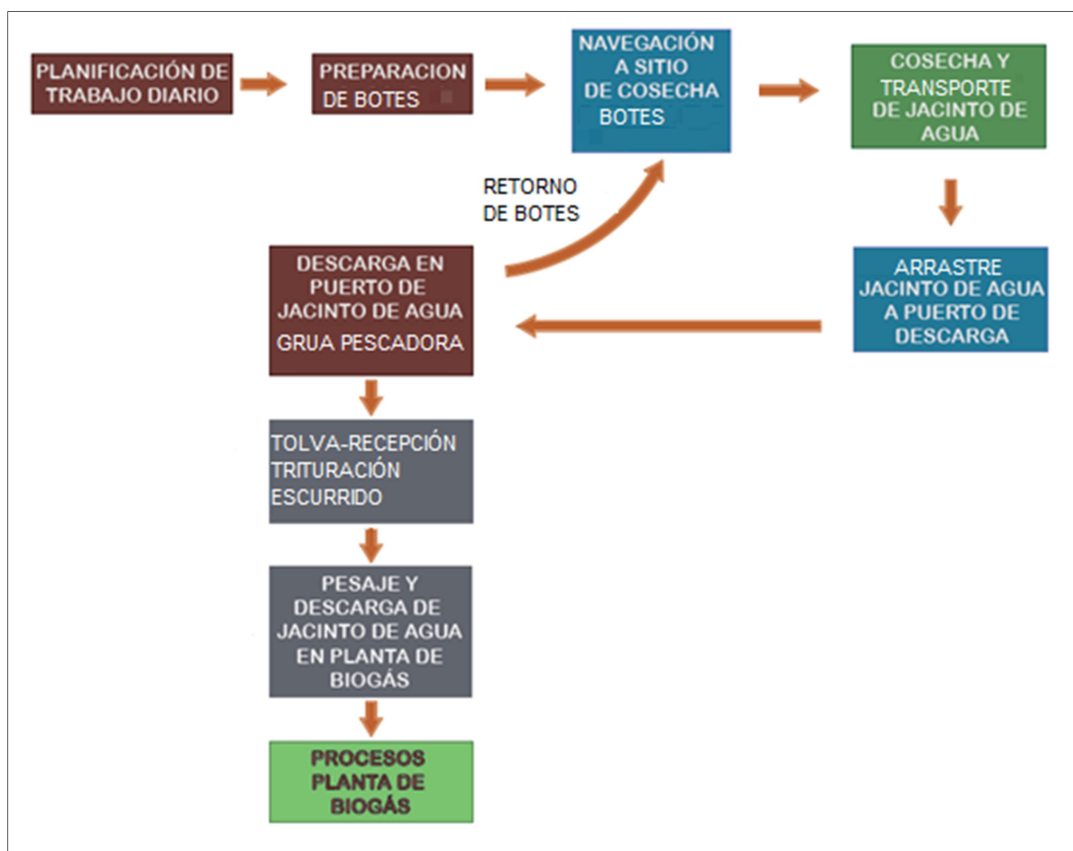 PLANIFICACIÓN DE
TRABAJO DIARIO
PREPARACION
DE BOTES
NAVEGACIÓN
A SITIO
DE COSECHA
BOTES
COSECHA Y
TRANSPORTE
DE JACINTO DE
AGUA
RETORNO
DE BOTES
ARRASTRE
JACINTO DE AGUA
A PUERTO DE
DESCARGA
DESCARGA EN
PUERTO DE
JACINTO DE AGUA
GRUA PESCADORA
TOLVA-RECEPCIÓN
TRITURACIÓN
ESCURRIDO
PESAJE Y
DESCARGA DE
JACINTO DE AGUA
EN PLANTA DE
BIOGÁS
PROCESOS
PLANTA DE
BIOGÁS